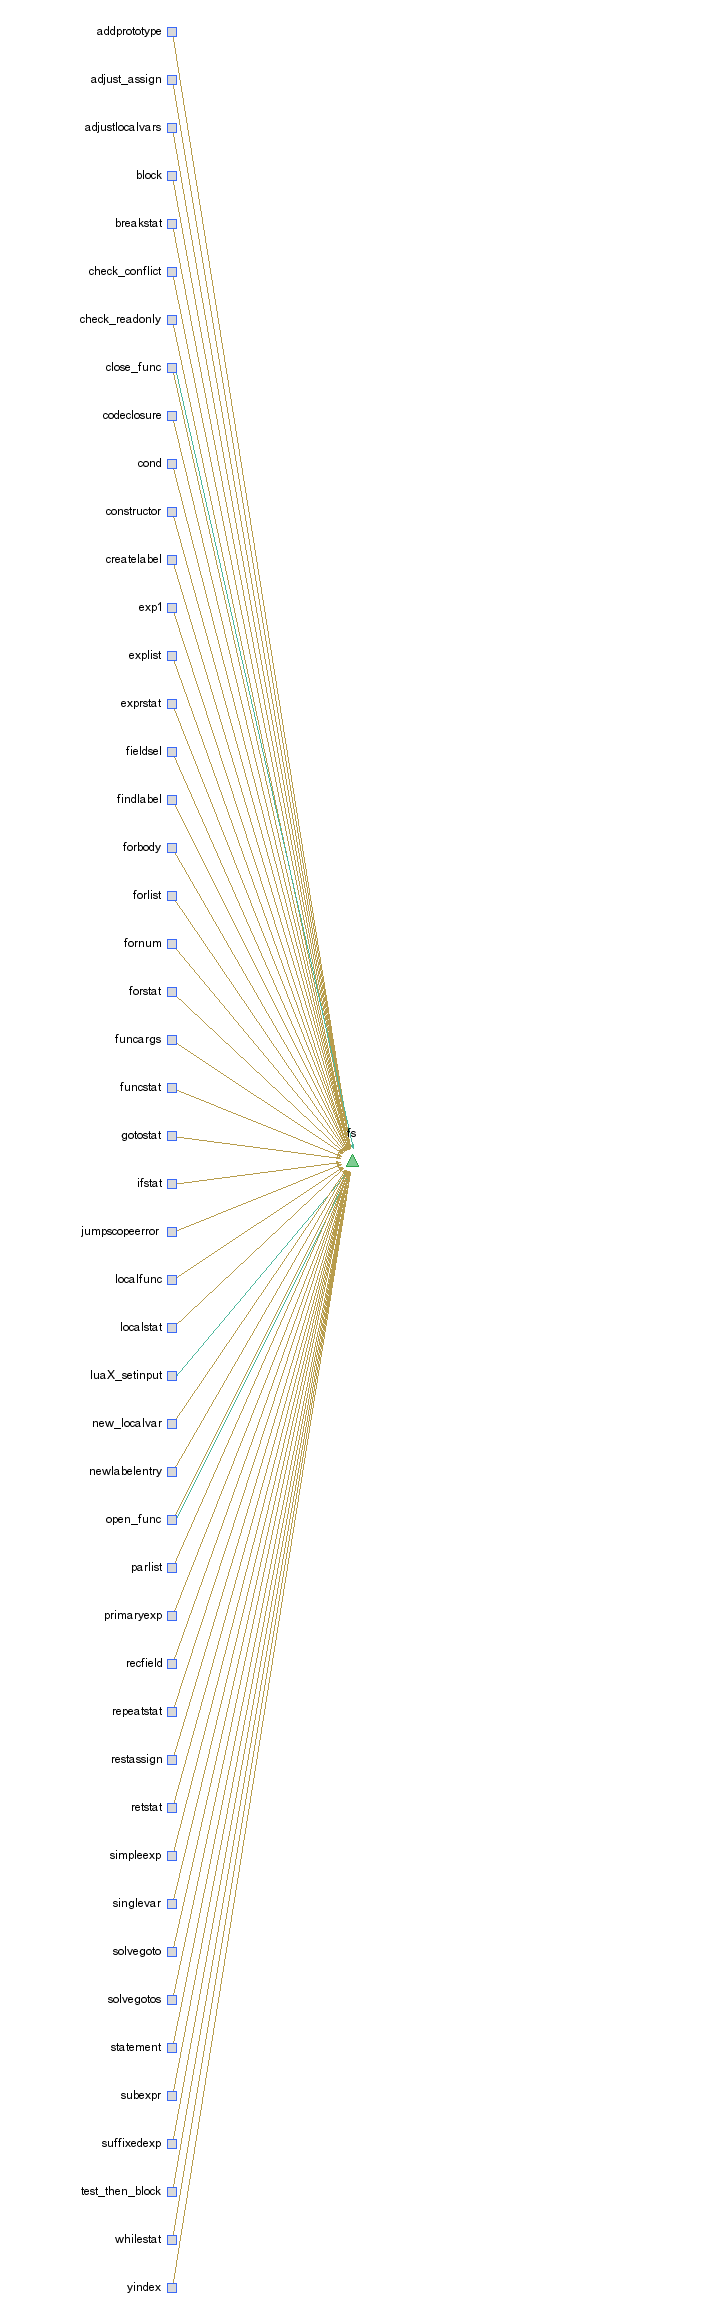 addprototype
adjust_assign
adjustlocalvars
block
breakstat
check_conflict
check_readonly
close_func
codeclosure
cond
constructor
createlabel
exp1
explist
exprstat
fieldsel
findlabel
forbody
forlist
fornum
forstat
funcargs
funcstat
fs
gotostat
ifstat
jumpscopeerror
localfunc
localstat
luaX_setinput
new_localvar
newlabelentry
open_func
parlist
primaryexp
recfield
repeatstat
restassign
retstat
simpleexp
singlevar
solvegoto
solvegotos
statement
subexpr
suffixedexp
test_then_block
whilestat
yindex